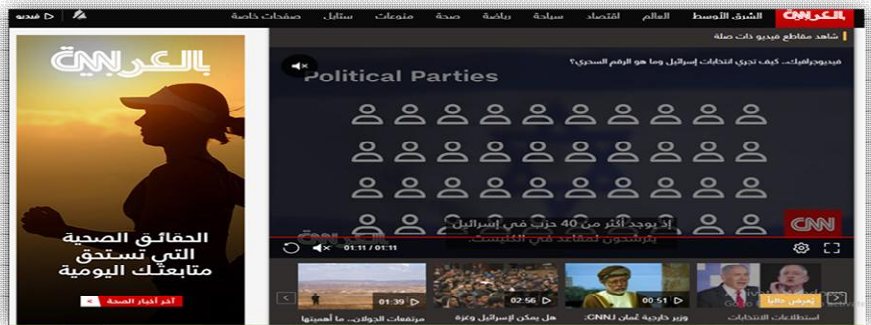 CNN بالعربية
الشرق الأوسط
العالم
اقتصاد
سياحة
رياضة
صحة
منوعات
ستايل
صفحات خاصة
فيديو
شاهد مقاطع فيديو ذات صلة
فيديوجرافيك.. كيف تجري انتخابات إسرائيل وما هو الرقم السحري؟
Political Parties
إذ يوجد أكثر من 40 حزب في إسرائيل
يترشدون لمقاعد في الكنيست.
CNN
01:11 / 01:11
يُعرض حالياً
00:51
02:56
01:39
استطلاعات الانتخابات
وزير خارجية عُمان لـCNN:
هل يمكن لإسرائيل وغزة
مرتفعات الجولان.. ما أهميتها
CNN بالعربية
الحقائق الصحية
التي تستحق
متابعتك اليومية
آخر أخبار الصحة